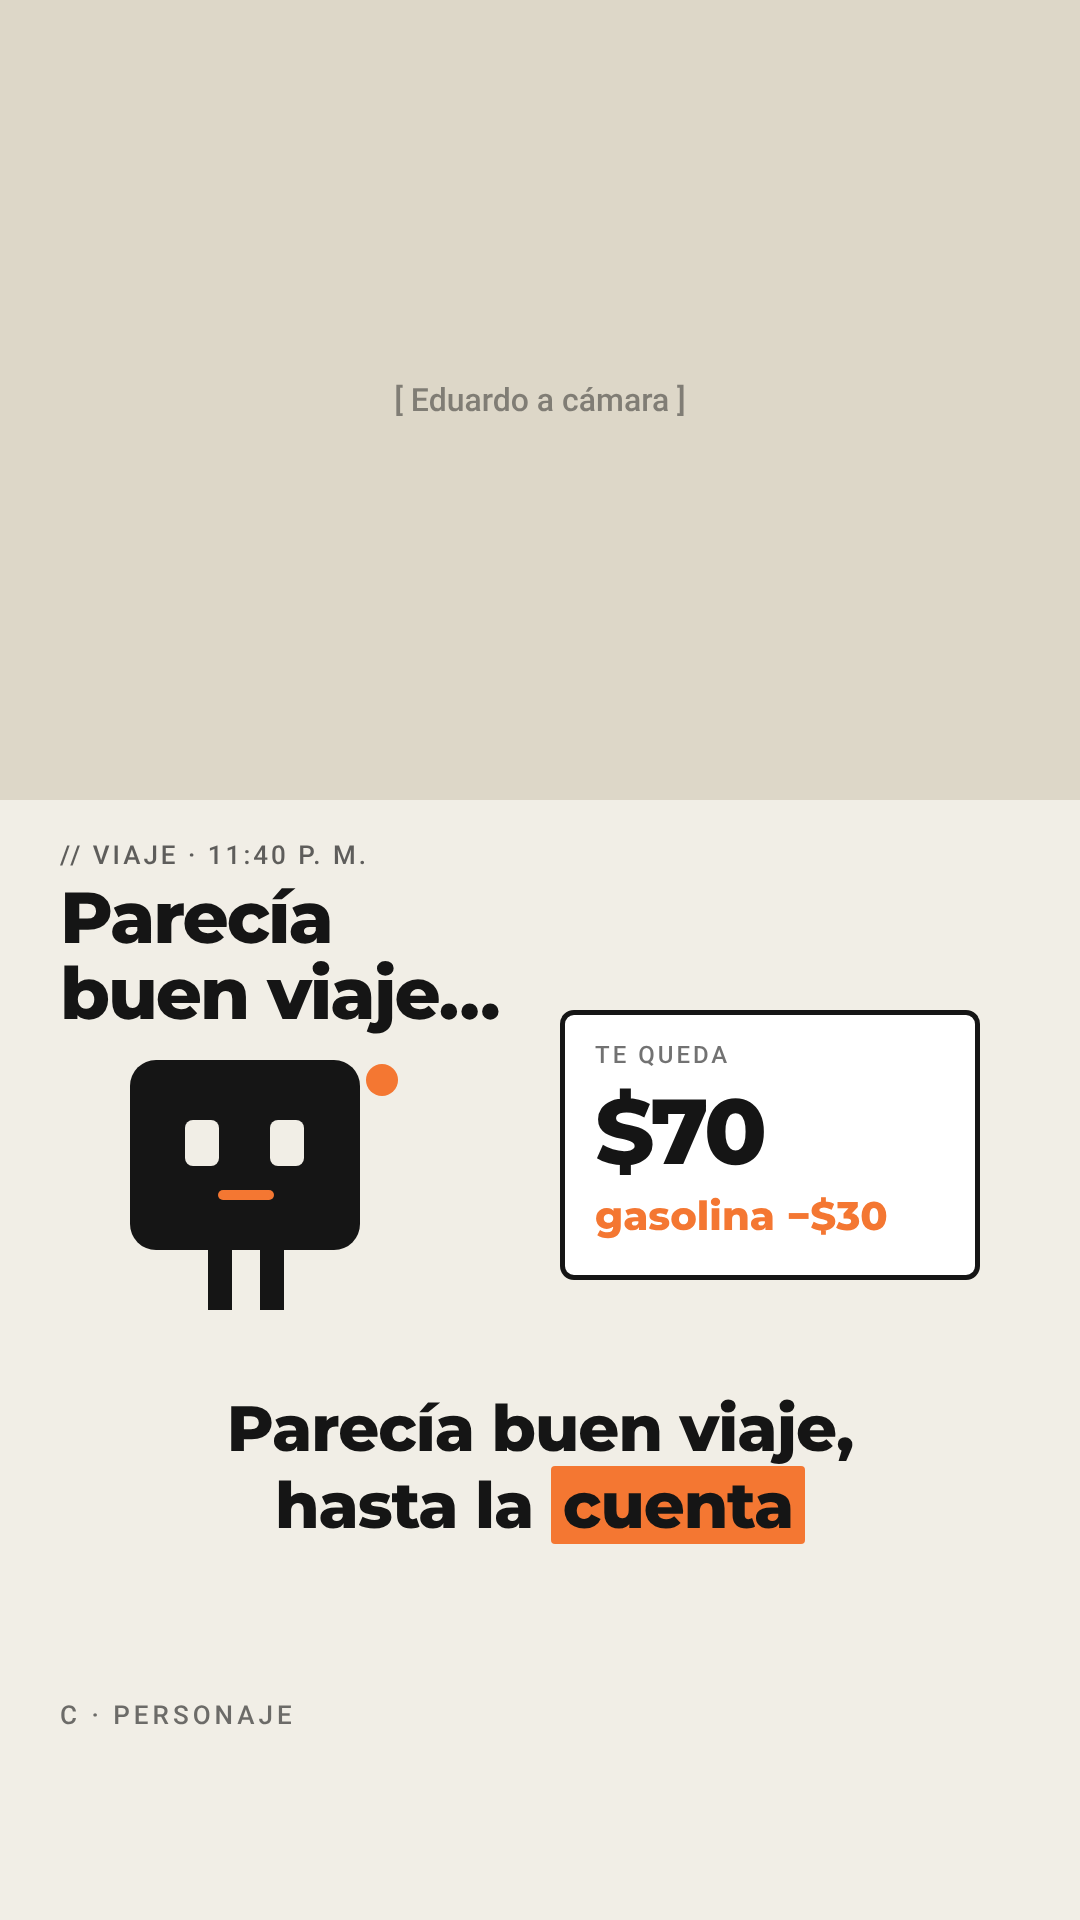 [ Eduardo a cámara ]
// VIAJE · 11:40 P. M.
Parecía
buen viaje...
TE QUEDA
$70
gasolina −$30
Parecía buen viaje,
hasta la cuenta
C · PERSONAJE